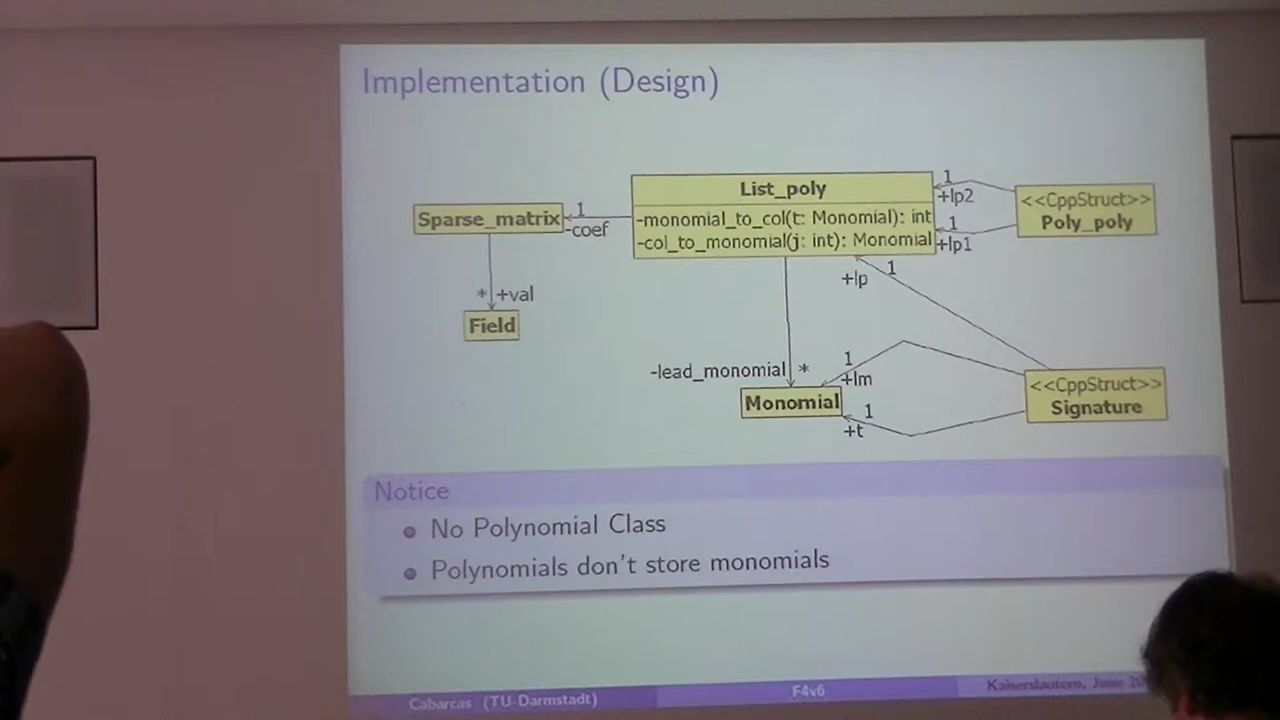 Implementation (Design)
List_poly
-monomial_to_col(t: Monomial): int
-col_to_monomial(j: int): Monomial
1
+lp2
1
+lp1
<<CppStruct>>
Poly_poly
Sparse_matrix
1
-coef
* +val
Field
+lp
1
-lead_monomial *
Monomial
1
+lm
1
+t
<<CppStruct>>
Signature
Notice
No Polynomial Class
Polynomials don't store monomials
Cabarcas (TU-Darmstadt)
F4v6
Kaiserslautern, June